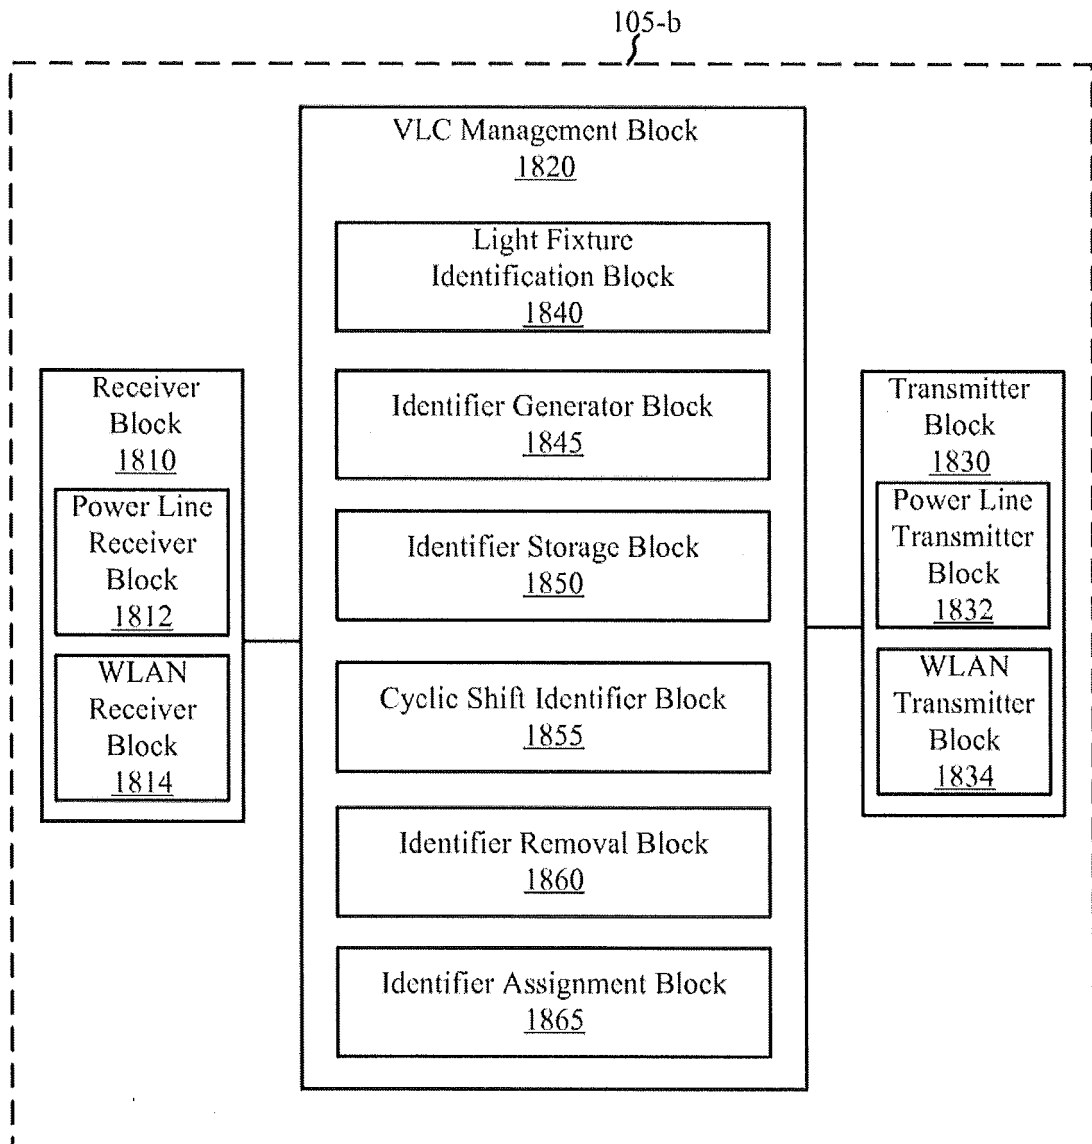 105-b
VLC Management Block
1820
Light Fixture
Identification Block
1840
Identifier Generator Block
1845
Identifier Storage Block
1850
Cyclic Shift Identifier Block
1855
Identifier Removal Block
1860
Identifier Assignment Block
1865
Receiver
Block
1810
Power Line
Receiver
Block
1812
WLAN
Receiver
Block
1814
Transmitter
Block
1830
Power Line
Transmitter
Block
1832
WLAN
Transmitter
Block
1834